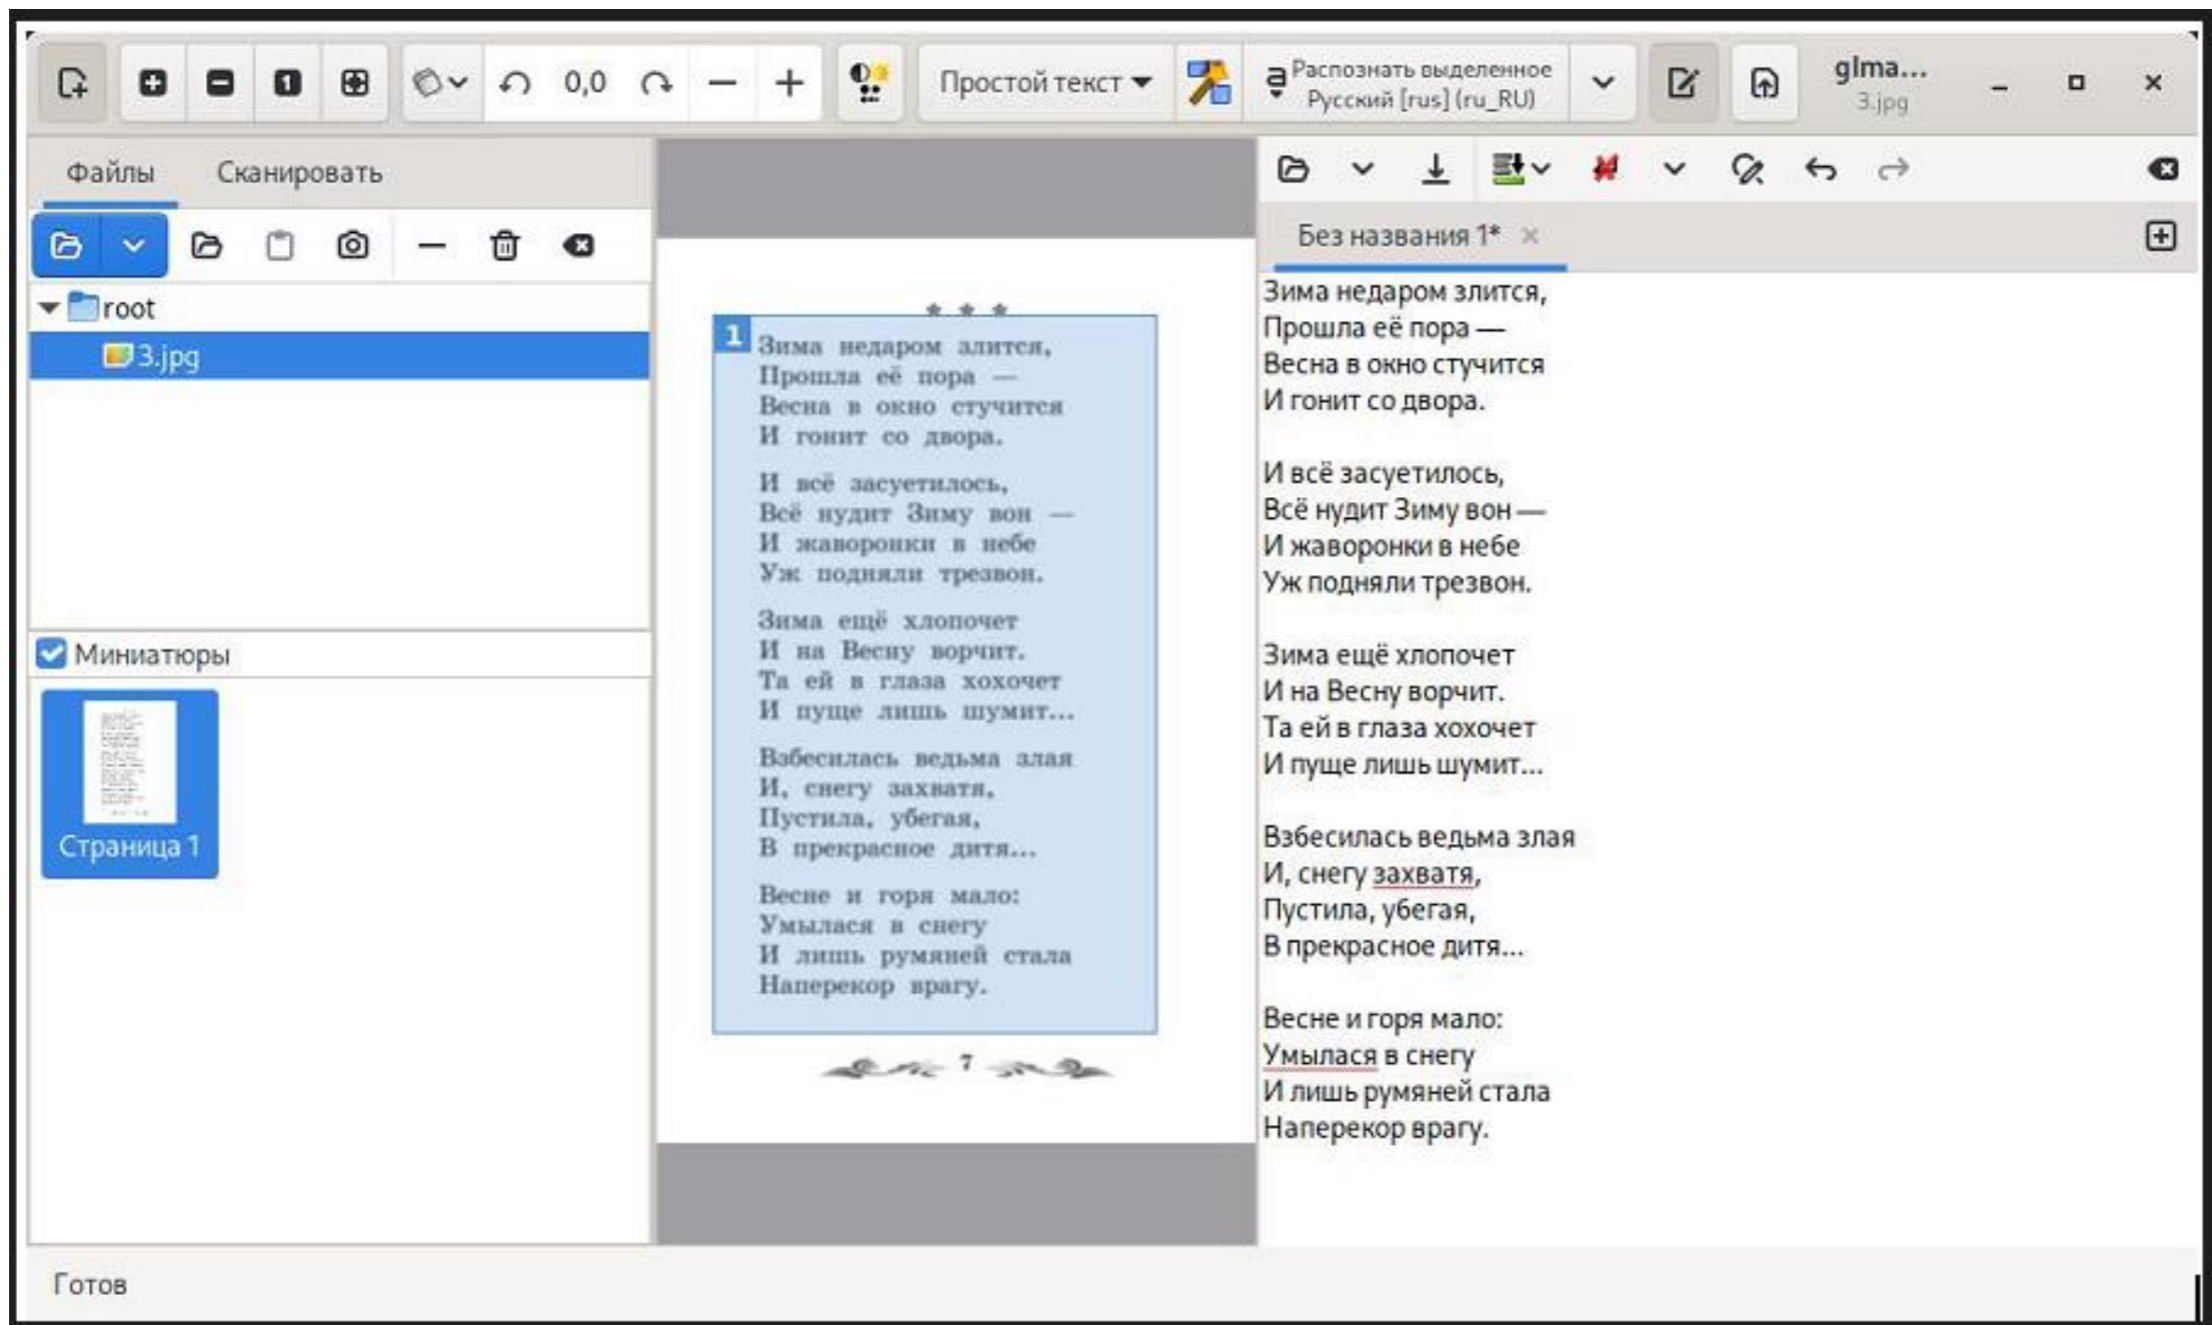 0,0
Простой текст
Распознать выделенное
Русский [rus] (ru_RU)
glma...
3.jpg
Файлы
Сканировать
root
3.jpg
Миниатюры
Страница 1
* * *
1
Зима недаром злится,
Прошла её пора —
Весна в окно стучится
И гонит со двора.
И всё засуетилось,
Всё нудит Зиму вон —
И жаворонки в небе
Уж подняли трезвон.
Зима ещё хлопочет
И на Весну ворчит.
Та ей в глаза хохочет
И пуще лишь шумит...
Взбесилась ведьма злая
И, снегу захватя,
Пустила, убегая,
В прекрасное дитя...
Весне и горя мало:
Умылася в снегу
И лишь румяней стала
Наперекор врагу.
7
Без названия 1*
Зима недаром злится,
Прошла её пора —
Весна в окно стучится
И гонит со двора.
И всё засуетилось,
Всё нудит Зиму вон —
И жаворонки в небе
Уж подняли трезвон.
Зима ещё хлопочет
И на Весну ворчит.
Та ей в глаза хохочет
И пуще лишь шумит...
Взбесилась ведьма злая
И, снегу захватя,
Пустила, убегая,
В прекрасное дитя...
Весне и горя мало:
Умылася в снегу
И лишь румяней стала
Наперекор врагу.
Готов